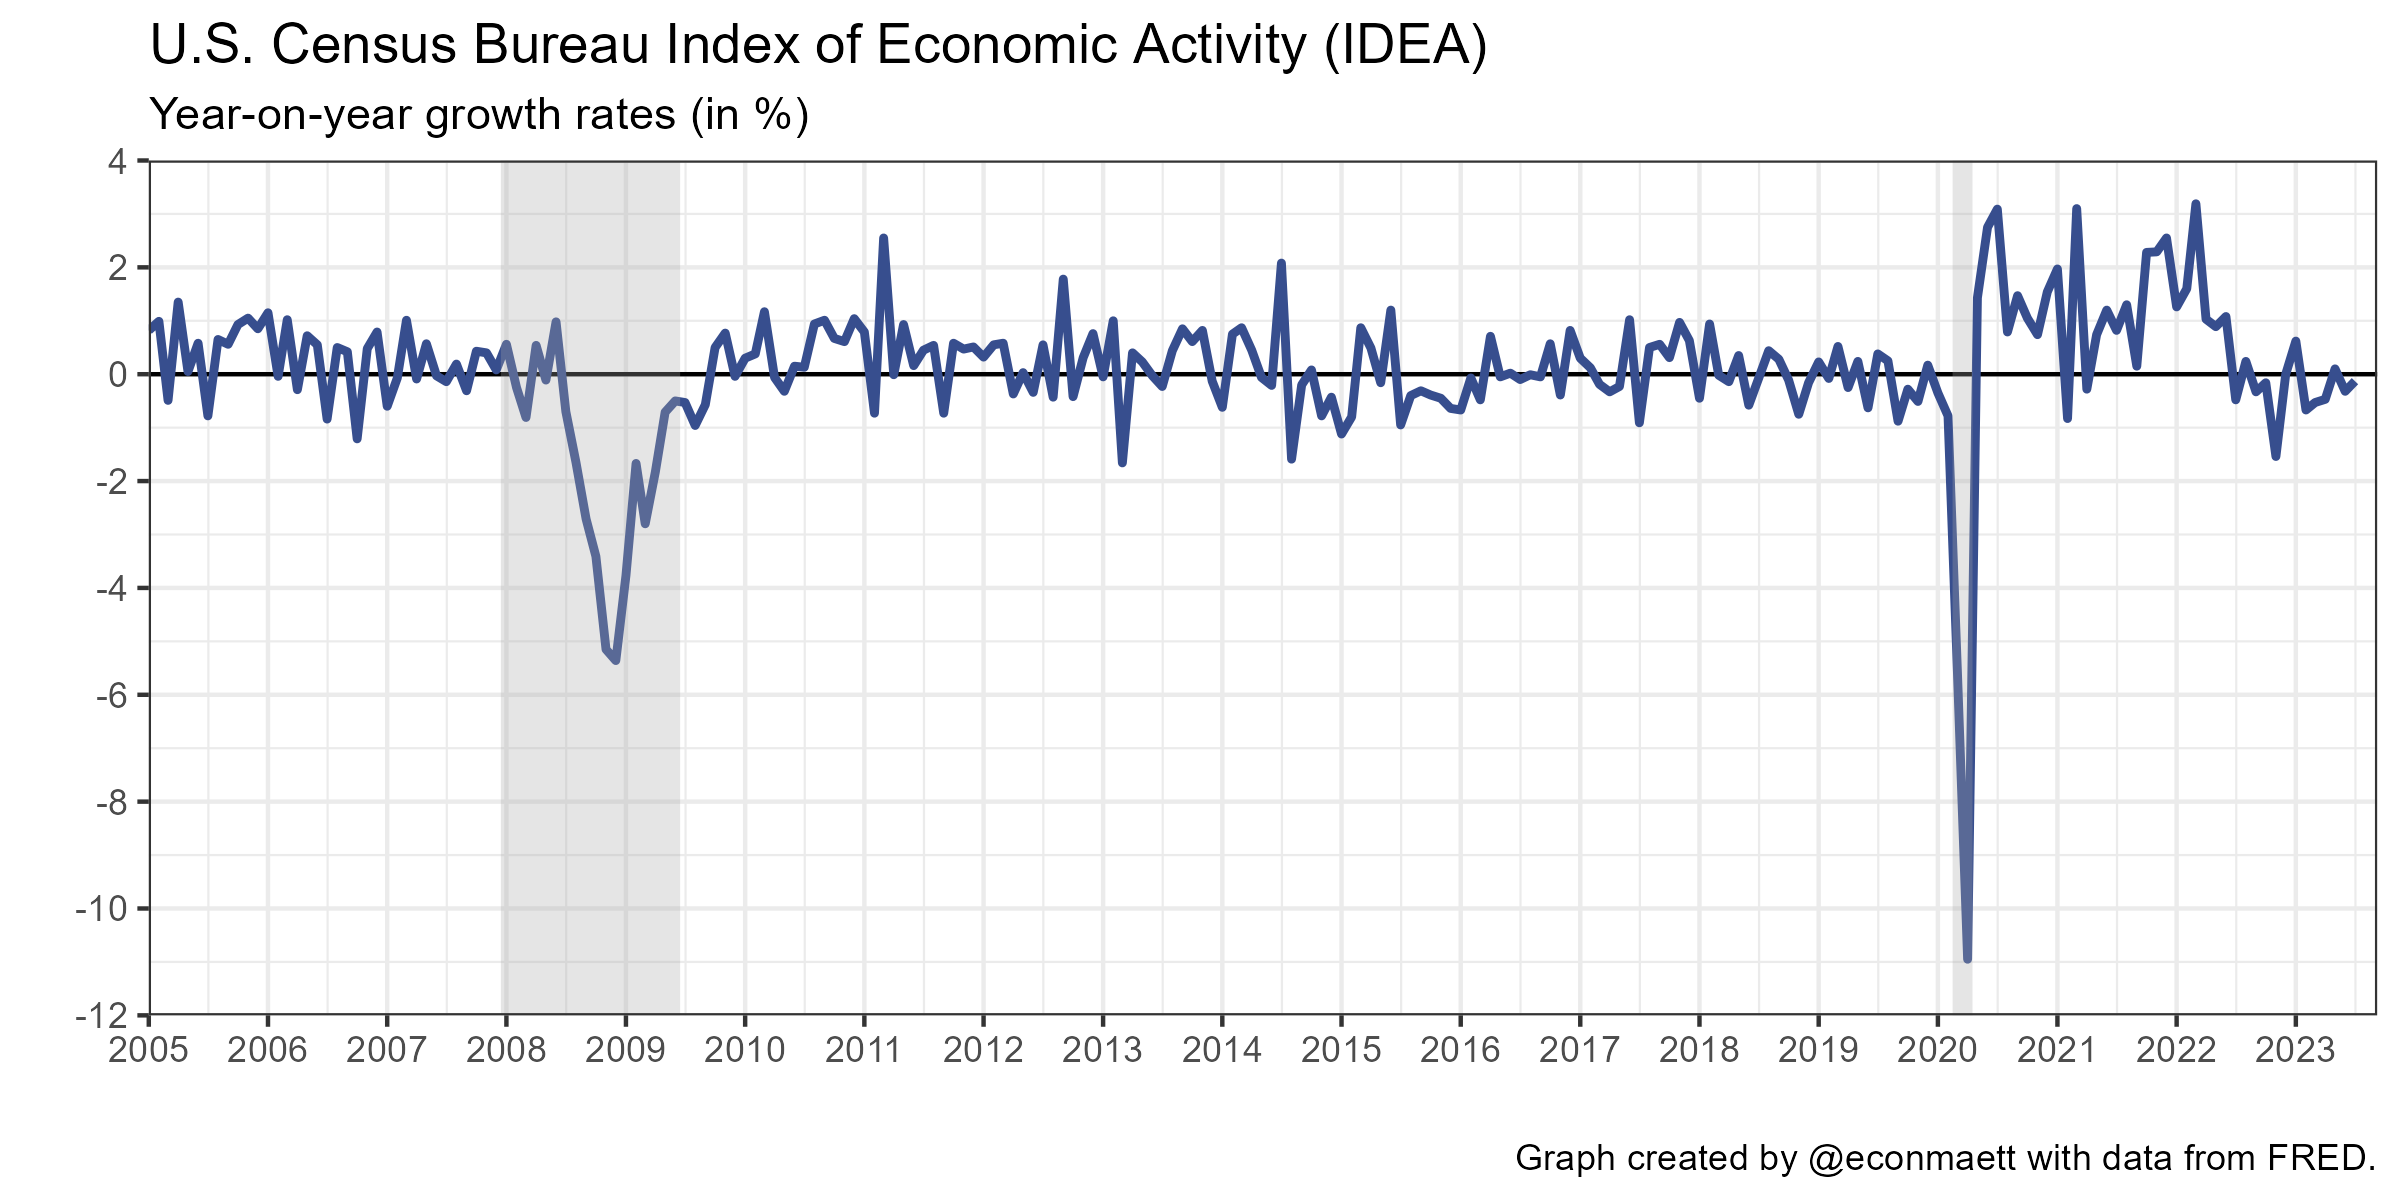 U.S. Census Bureau Index of Economic Activity (IDEA)
Year-on-year growth rates (in %)
4
2
0
-2
-4
-6
-8
-10
-12
2005 2006 2007 2008 2009 2010 2011 2012 2013 2014 2015 2016 2017 2018 2019 2020 2021 2022 2023
Graph created by @econmaett with data from FRED.